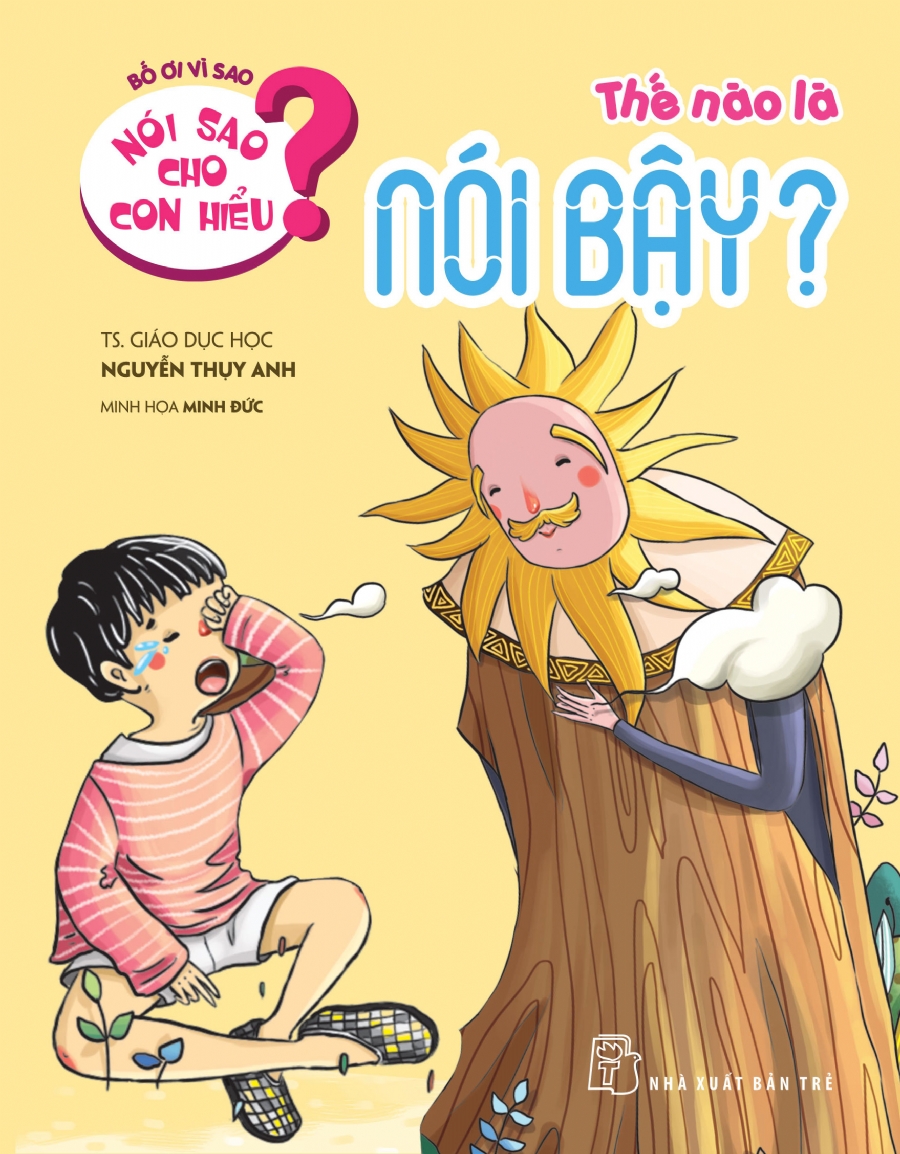 BỐ ƠI VÌ SAO
NÓI SAO
CHO
CON HIỂU
?
Thế nào là
NÓI BẬY?
TS. GIÁO DỤC HỌC
NGUYỄN THỤY ANH
MINH HỌA MINH ĐỨC
NHÀ XUẤT BẢN TRẺ